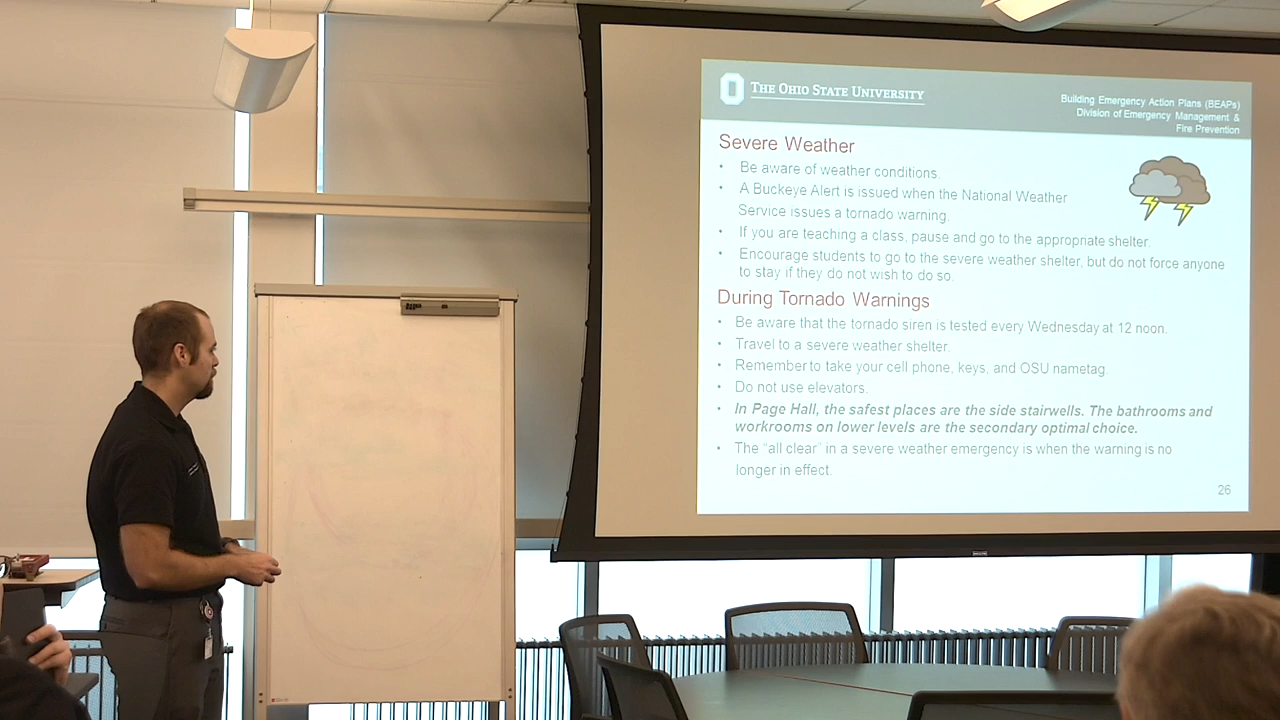 THE OHIO STATE UNIVERSITY
Building Emergency Action Plans (BEAPs)
Division of Emergency Management &
Fire Prevention
Severe Weather
• Be aware of weather conditions.
• A Buckeye Alert is issued when the National Weather
Service issues a tornado warning.
• If you are teaching a class, pause and go to the appropriate shelter.
• Encourage students to go to the severe weather shelter, but do not force anyone
to stay if they do not wish to do so.
During Tornado Warnings
• Be aware that the tornado siren is tested every Wednesday at 12 noon.
• Travel to a severe weather shelter.
• Remember to take your cell phone, keys, and OSU nametag.
• Do not use elevators.
• In Page Hall, the safest places are the side stairwells. The bathrooms and
workrooms on lower levels are the secondary optimal choice.
• The "all clear" in a severe weather emergency is when the warning is no
longer in effect.
26